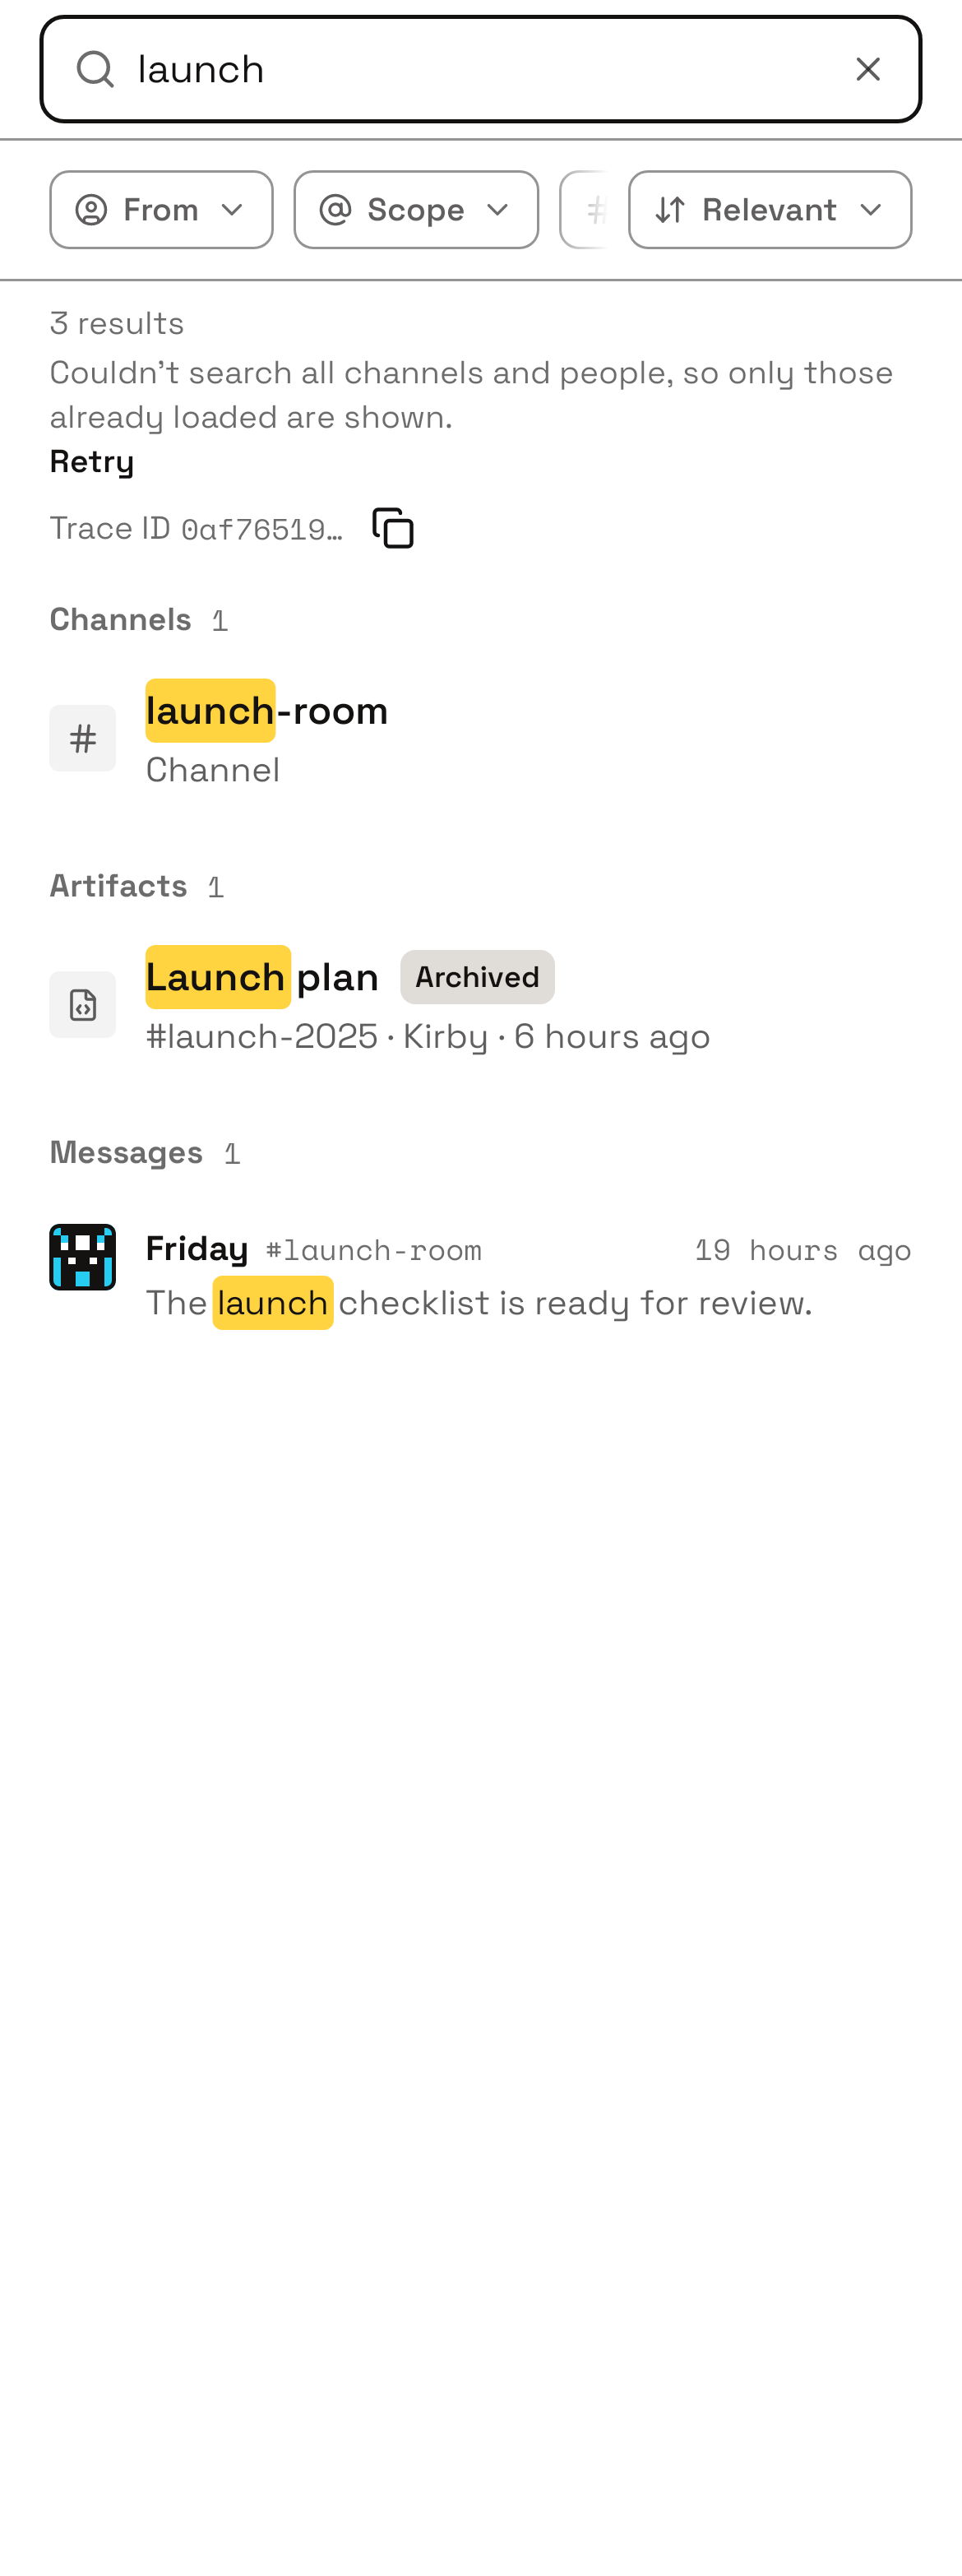 launch
From
Scope
#
Relevant
3 results
Couldn't search all channels and people, so only those
already loaded are shown.
Retry
Trace ID 0af76519…
Channels 1
# launch-room
Channel
Artifacts 1
Launch plan Archived
#launch-2025 · Kirby · 6 hours ago
Messages 1
Friday #launch-room 19 hours ago
The launch checklist is ready for review.